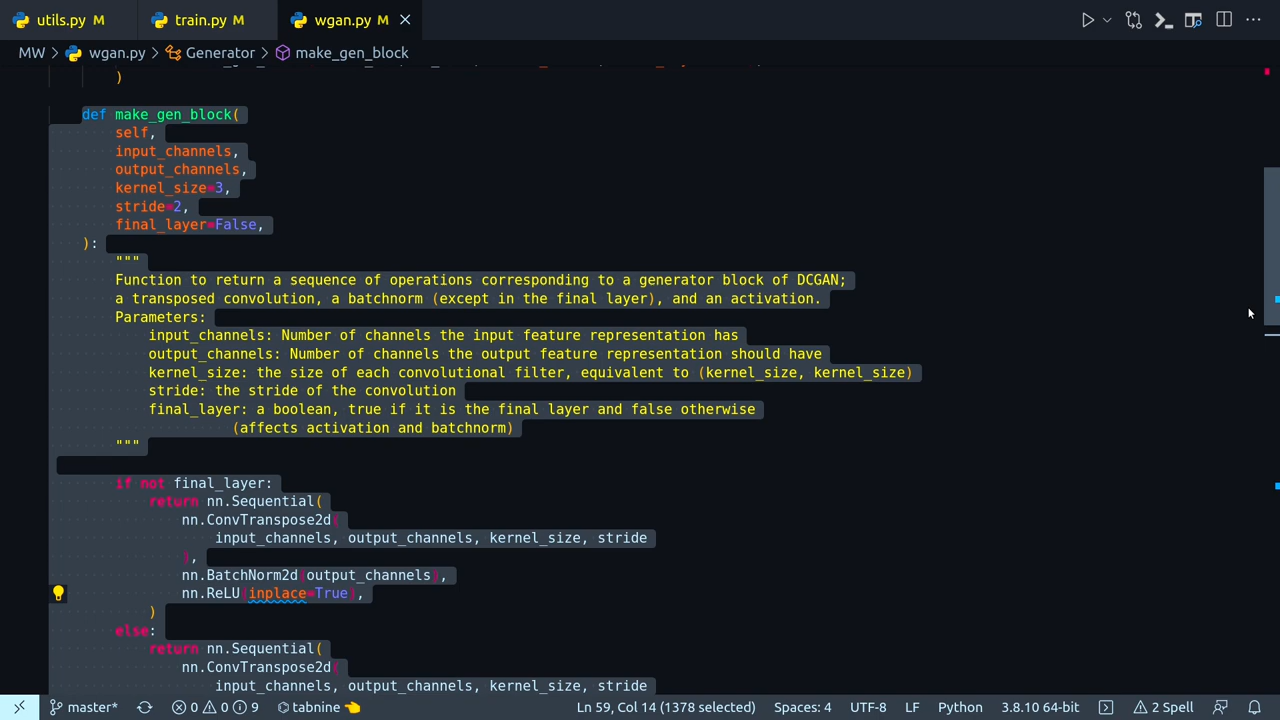 utils.py M train.py M wgan.py M
MW > wgan.py > Generator > make_gen_block
)
def make_gen_block(
self,
input_channels,
output_channels,
kernel_size=3,
stride=2,
final_layer=False,
):
"""
Function to return a sequence of operations corresponding to a generator block of DCGAN;
a transposed convolution, a batchnorm (except in the final layer), and an activation.
Parameters:
input_channels: Number of channels the input feature representation has
output_channels: Number of channels the output feature representation should have
kernel_size: the size of each convolutional filter, equivalent to (kernel_size, kernel_size)
stride: the stride of the convolution
final_layer: a boolean, true if it is the final layer and false otherwise
(affects activation and batchnorm)
"""
if not final_layer:
return nn.Sequential(
nn.ConvTranspose2d(
input_channels, output_channels, kernel_size, stride
),
nn.BatchNorm2d(output_channels),
nn.ReLU(inplace=True),
)
else:
return nn.Sequential(
nn.ConvTranspose2d(
input_channels, output_channels, kernel_size, stride
master* 0 0 9 tabnine Ln 59, Col 14 (1378 selected) Spaces: 4 UTF-8 LF Python 3.8.10 64-bit 2 Spell